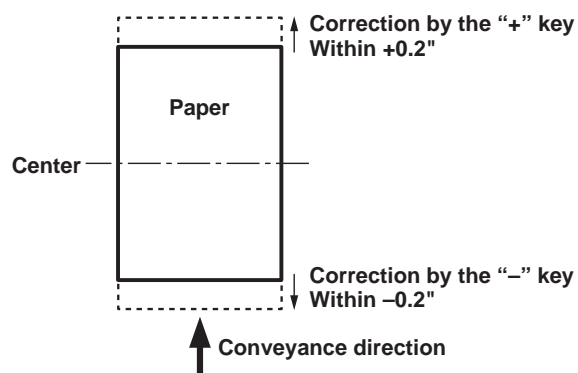 Correction by the “+” key
Within +0.2"
Paper
Center
Correction by the “–” key
Within –0.2"
Conveyance direction